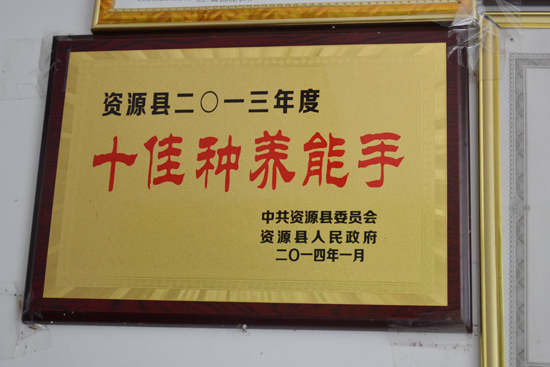 资源县二〇一三年度
十佳种养能手
中共资源县委员会
资源县人民政府
二〇一四年一月